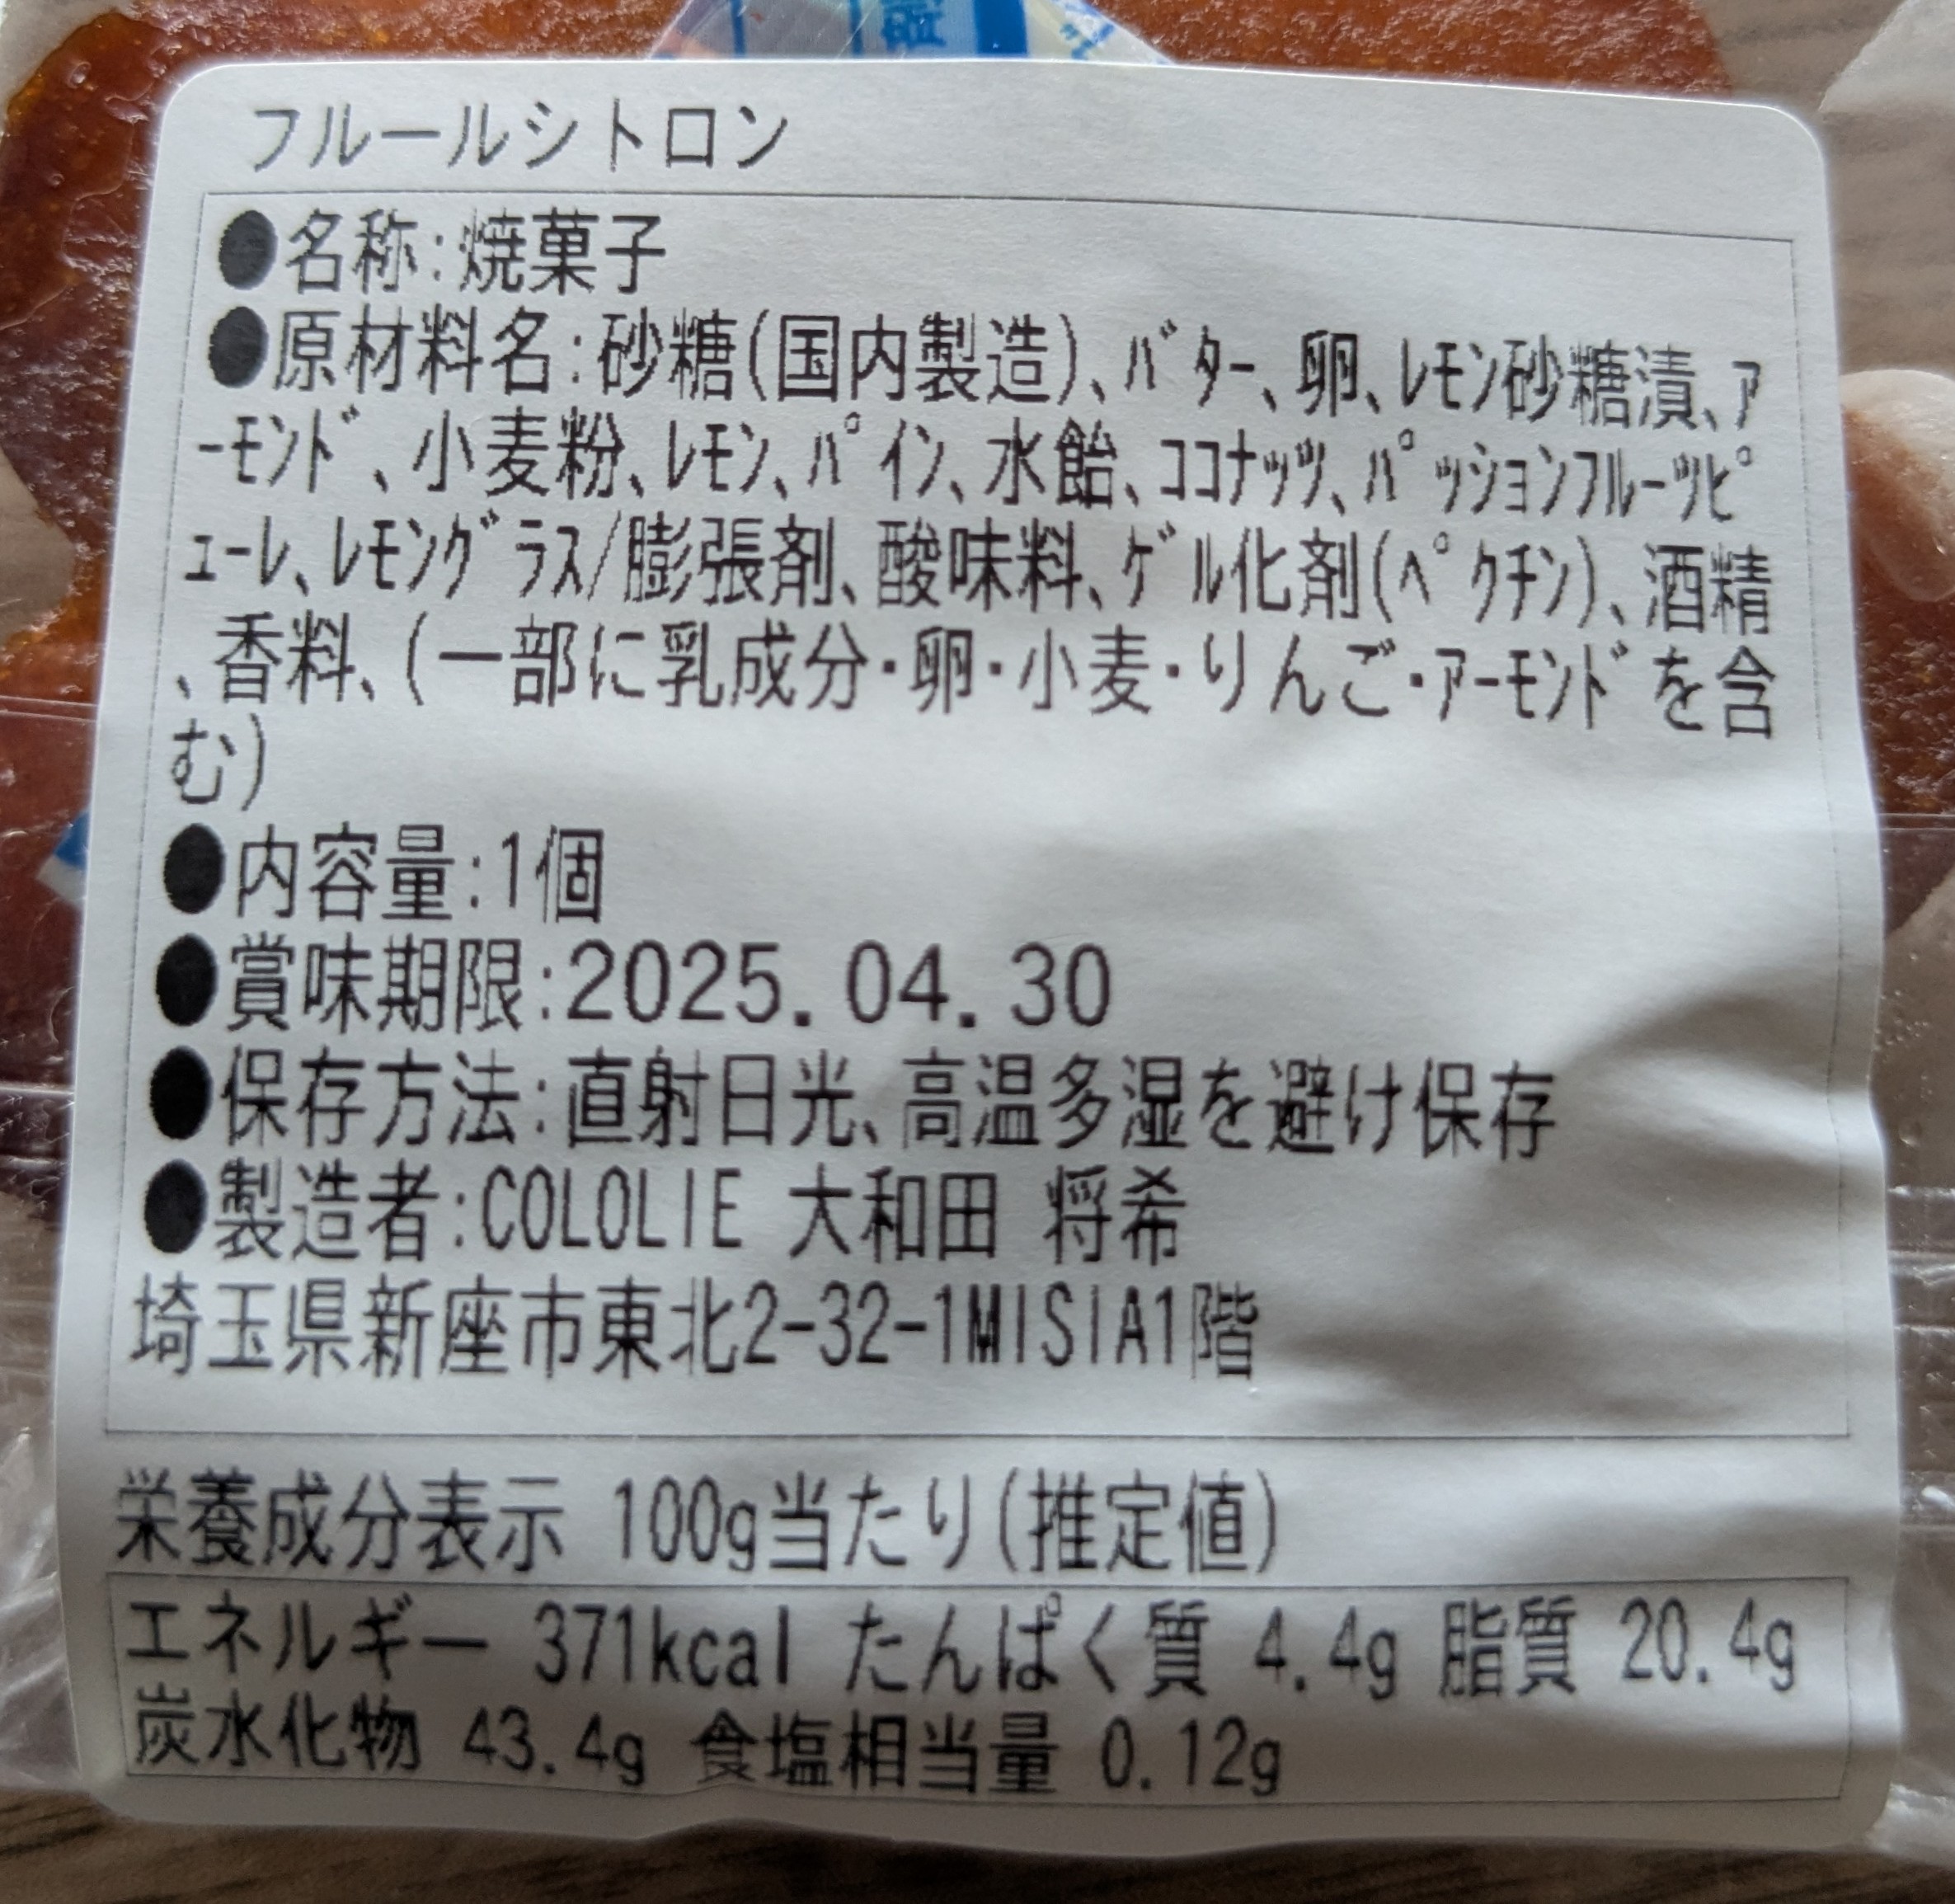 フルールシトロン
●名称:焼菓子
●原材料名:砂糖(国内製造)、ﾊﾞﾀｰ、卵、ﾚﾓﾝ砂糖漬、ｱ
ｰﾓﾝﾄﾞ、小麦粉、ﾚﾓﾝ、ﾊﾟｲﾝ、水飴、ｺｺﾅｯﾂ、ﾊﾟｯｼｮﾝﾌﾙｰﾂﾋﾟ
ｭｰﾚ、ﾚﾓﾝｸﾞﾗｽ/膨張剤、酸味料、ｹﾞﾙ化剤(ﾍﾟｸﾁﾝ)、酒精
、香料、(一部に乳成分・卵・小麦・りんご・ｱｰﾓﾝﾄﾞを含
む)
●内容量:1個
●賞味期限:2025.04.30
●保存方法:直射日光、高温多湿を避け保存
●製造者:COLOLIE 大和田 将希
埼玉県新座市東北2-32-1MISIA1階
栄養成分表示 100g当たり(推定値)
エネルギー 371kcal たんぱく質 4.4g 脂質 20.4g
炭水化物 43.4g 食塩相当量 0.12g